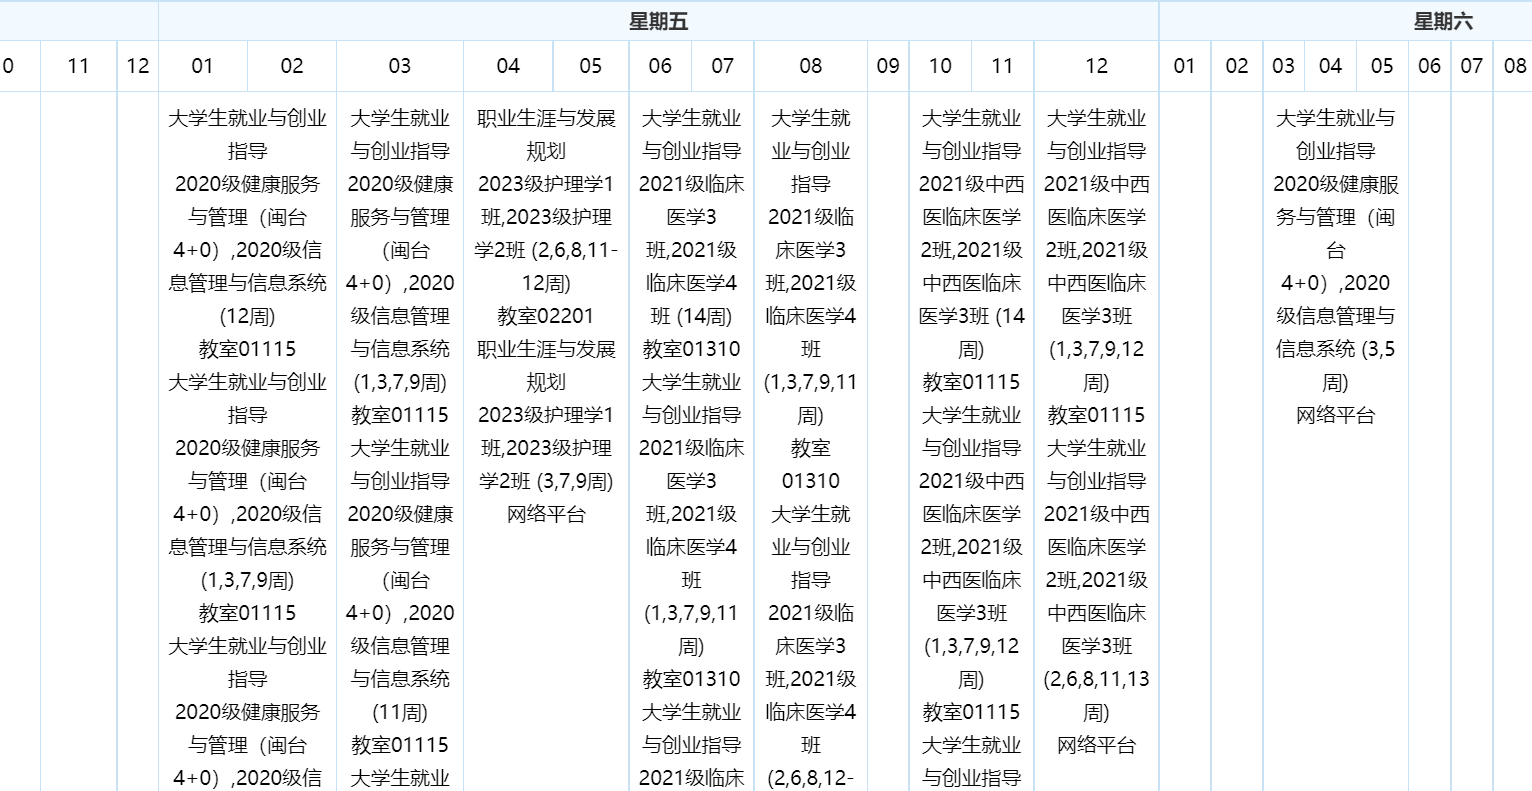 星期五
星期六
0
11
12
01
02
03
04
05
06
07
08
09
10
11
12
01
02
03
04
05
06
07
08
大学生就业与创业
指导
2020级健康服务
与管理（闽台
4+0）,2020级信
息管理与信息系统
(12周)
教室01115
大学生就业与创业
指导
2020级健康服务
与管理（闽台
4+0）,2020级信
息管理与信息系统
(1,3,7,9周)
教室01115
大学生就业与创业
指导
2020级健康服务
与管理（闽台
4+0）,2020级信
大学生就业
与创业指导
2020级健康
服务与管理
（闽台
4+0）,2020
级信息管理
与信息系统
(1,3,7,9周)
教室01115
大学生就业
与创业指导
2020级健康
服务与管理
（闽台
4+0）,2020
级信息管理
与信息系统
(11周)
教室01115
大学生就业
职业生涯与发展
规划
2023级护理学1
班,2023级护理
学2班 (2,6,8,11-
12周)
教室02201
职业生涯与发展
规划
2023级护理学1
班,2023级护理
学2班 (3,7,9周)
网络平台
大学生就业
与创业指导
2021级临床
医学3
班,2021级
临床医学4
班 (14周)
教室01310
大学生就业
与创业指导
2021级临床
医学3
班,2021级
临床医学4
班
(1,3,7,9,11
周)
教室01310
大学生就业
与创业指导
2021级临床
大学生就
业与创业
指导
2021级临
床医学3
班,2021级
临床医学4
班
(1,3,7,9,11
周)
教室
01310
大学生就
业与创业
指导
2021级临
床医学3
班,2021级
临床医学4
班
(2,6,8,12-
大学生就业
与创业指导
2021级中西
医临床医学
2班,2021级
中西医临床
医学3班 (14
周)
教室01115
大学生就业
与创业指导
2021级中西
医临床医学
2班,2021级
中西医临床
医学3班
(1,3,7,9,12
周)
教室01115
大学生就业
与创业指导
大学生就业
与创业指导
2021级中西
医临床医学
2班,2021级
中西医临床
医学3班
(1,3,7,9,12
周)
教室01115
大学生就业
与创业指导
2021级中西
医临床医学
2班,2021级
中西医临床
医学3班
(2,6,8,11,13
周)
网络平台
大学生就业与
创业指导
2020级健康服
务与管理（闽
台
4+0）,2020
级信息管理与
信息系统 (3,5
周)
网络平台